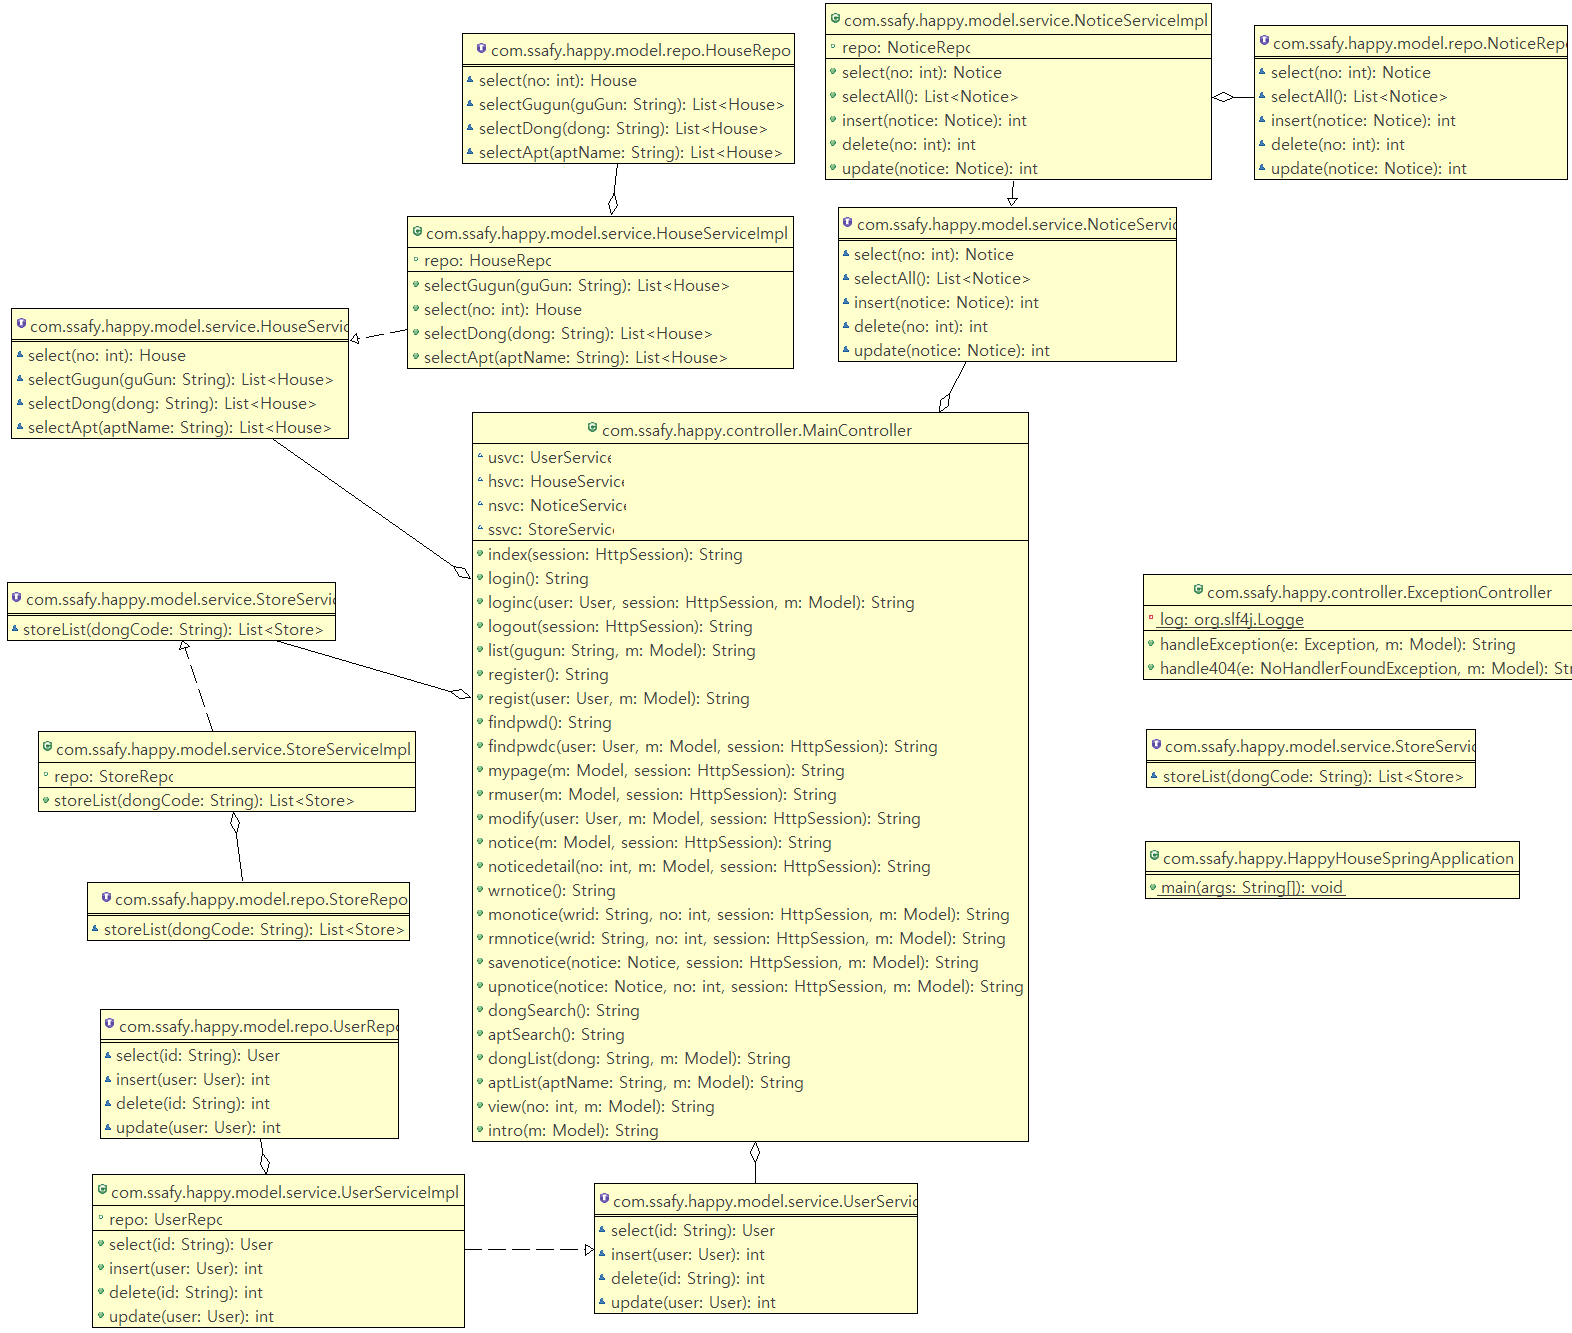 com.ssafy.happy.model.service.NoticeServiceImpl
repo: NoticeRepo
select(no: int): Notice
selectAll(): List<Notice>
insert(notice: Notice): int
delete(no: int): int
update(notice: Notice): int
com.ssafy.happy.model.repo.NoticeRep
select(no: int): Notice
selectAll(): List<Notice>
insert(notice: Notice): int
delete(no: int): int
update(notice: Notice): int
com.ssafy.happy.model.repo.HouseRepo
select(no: int): House
selectGugun(guGun: String): List<House>
selectDong(dong: String): List<House>
selectApt(aptName: String): List<House>
com.ssafy.happy.model.service.HouseServiceImpl
repo: HouseRepo
selectGugun(guGun: String): List<House>
select(no: int): House
selectDong(dong: String): List<House>
selectApt(aptName: String): List<House>
com.ssafy.happy.model.service.NoticeServic
select(no: int): Notice
selectAll(): List<Notice>
insert(notice: Notice): int
delete(no: int): int
update(notice: Notice): int
com.ssafy.happy.model.service.HouseServic
select(no: int): House
selectGugun(guGun: String): List<House>
selectDong(dong: String): List<House>
selectApt(aptName: String): List<House>
com.ssafy.happy.controller.MainController
usvc: UserService
hsvc: HouseService
nsvc: NoticeService
ssvc: StoreService
index(session: HttpSession): String
login(): String
loginc(user: User, session: HttpSession, m: Model): String
logout(session: HttpSession): String
list(gugun: String, m: Model): String
register(): String
regist(user: User, m: Model): String
findpwd(): String
findpwdc(user: User, m: Model, session: HttpSession): String
mypage(m: Model, session: HttpSession): String
rmuser(m: Model, session: HttpSession): String
modify(user: User, m: Model, session: HttpSession): String
notice(m: Model, session: HttpSession): String
noticedetail(no: int, m: Model, session: HttpSession): String
wrnotice(): String
monotice(wrid: String, no: int, session: HttpSession, m: Model): String
rmnotice(wrid: String, no: int, session: HttpSession, m: Model): String
savenotice(notice: Notice, session: HttpSession, m: Model): String
upnotice(notice: Notice, no: int, session: HttpSession, m: Model): String
dongSearch(): String
aptSearch(): String
dongList(dong: String, m: Model): String
aptList(aptName: String, m: Model): String
view(no: int, m: Model): String
intro(m: Model): String
com.ssafy.happy.model.service.StoreServic
storeList(dongCode: String): List<Store>
com.ssafy.happy.model.service.StoreServiceImpl
repo: StoreRepo
storeList(dongCode: String): List<Store>
com.ssafy.happy.model.repo.StoreRepo
storeList(dongCode: String): List<Store>
com.ssafy.happy.controller.ExceptionController
log: org.slf4j.Logge
handleException(e: Exception, m: Model): String
handle404(e: NoHandlerFoundException, m: Model): Str
com.ssafy.happy.model.service.StoreServic
storeList(dongCode: String): List<Store>
com.ssafy.happy.HappyHouseSpringApplication
main(args: String[]): void
com.ssafy.happy.model.repo.UserRepo
select(id: String): User
insert(user: User): int
delete(id: String): int
update(user: User): int
com.ssafy.happy.model.service.UserServiceImpl
repo: UserRepo
select(id: String): User
insert(user: User): int
delete(id: String): int
update(user: User): int
com.ssafy.happy.model.service.UserServic
select(id: String): User
insert(user: User): int
delete(id: String): int
update(user: User): int